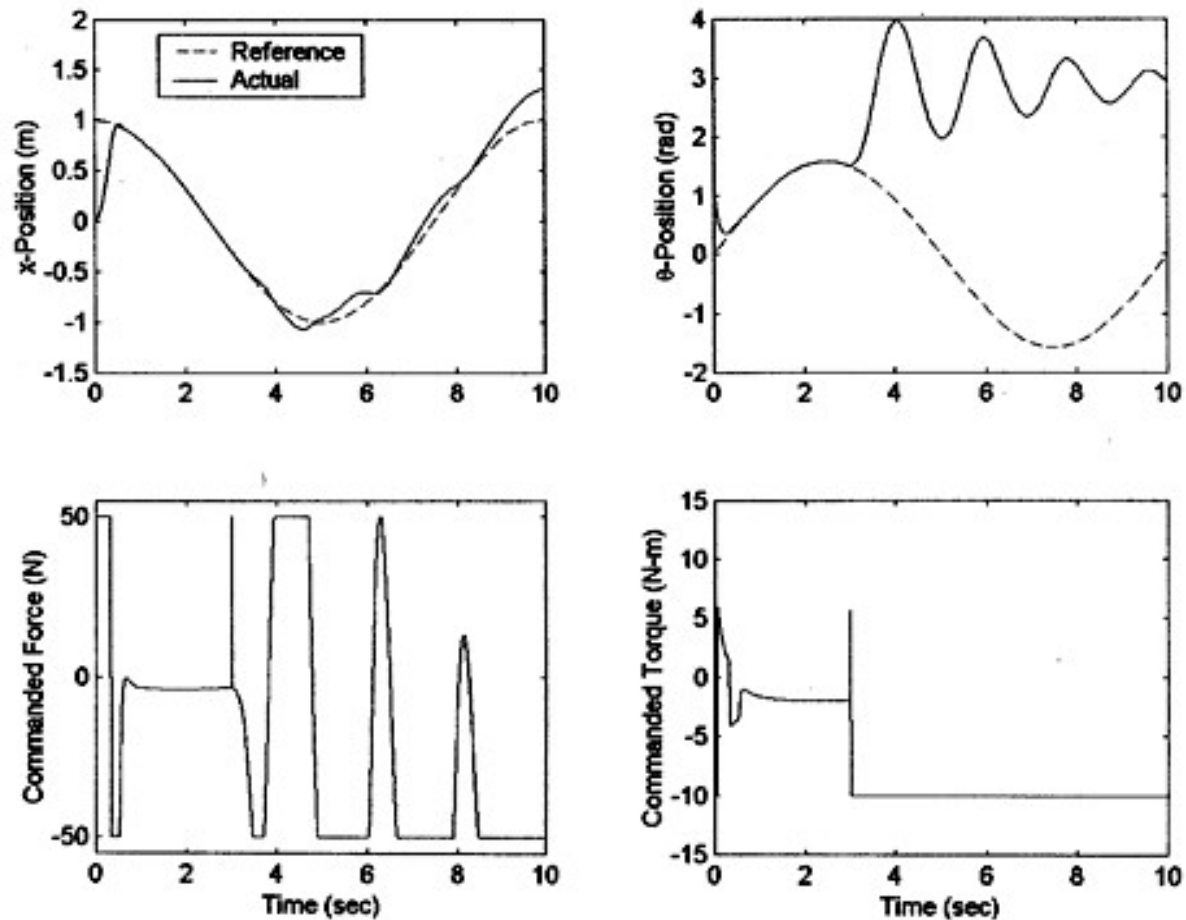 x-Position (m)
2
1.5
1
0.5
0
-0.5
-1
-1.5
Reference
Actual
0 2 4 6 8 10
θ-Position (rad)
4
3
2
1
0
-1
-2
0 2 4 6 8 10
Commanded Force (N)
50
0
-50
0 2 4 6 8 10
Time (sec)
Commanded Torque (N-m)
15
10
5
0
-5
-10
-15
0 2 4 6 8 10
Time (sec)